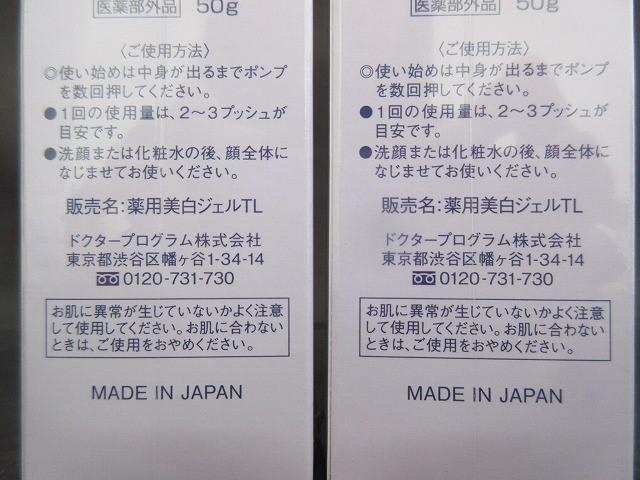 医薬部外品 50g
〈ご使用方法〉
◎使い始めは中身が出るまでポンプ
を数回押してください。
●1回の使用量は、2〜3プッシュが
目安です。
●洗顔または化粧水の後、顔全体に
なじませてお使いください。
販売名:薬用美白ジェルTL
ドクタープログラム株式会社
東京都渋谷区幡ヶ谷1-34-14
0120-731-730
お肌に異常が生じていないかよく注意
して使用してください。お肌に合わない
ときは、ご使用をおやめください。
MADE IN JAPAN
医薬部外品 50g
〈ご使用方法〉
◎使い始めは中身が出るまでポンプ
を数回押してください。
●1回の使用量は、2〜3プッシュが
目安です。
●洗顔または化粧水の後、顔全体に
なじませてお使いください。
販売名:薬用美白ジェルTL
ドクタープログラム株式会社
東京都渋谷区幡ヶ谷1-34-14
0120-731-730
お肌に異常が生じていないかよく注意
して使用してください。お肌に合わない
ときは、ご使用をおやめください。
MADE IN JAPAN